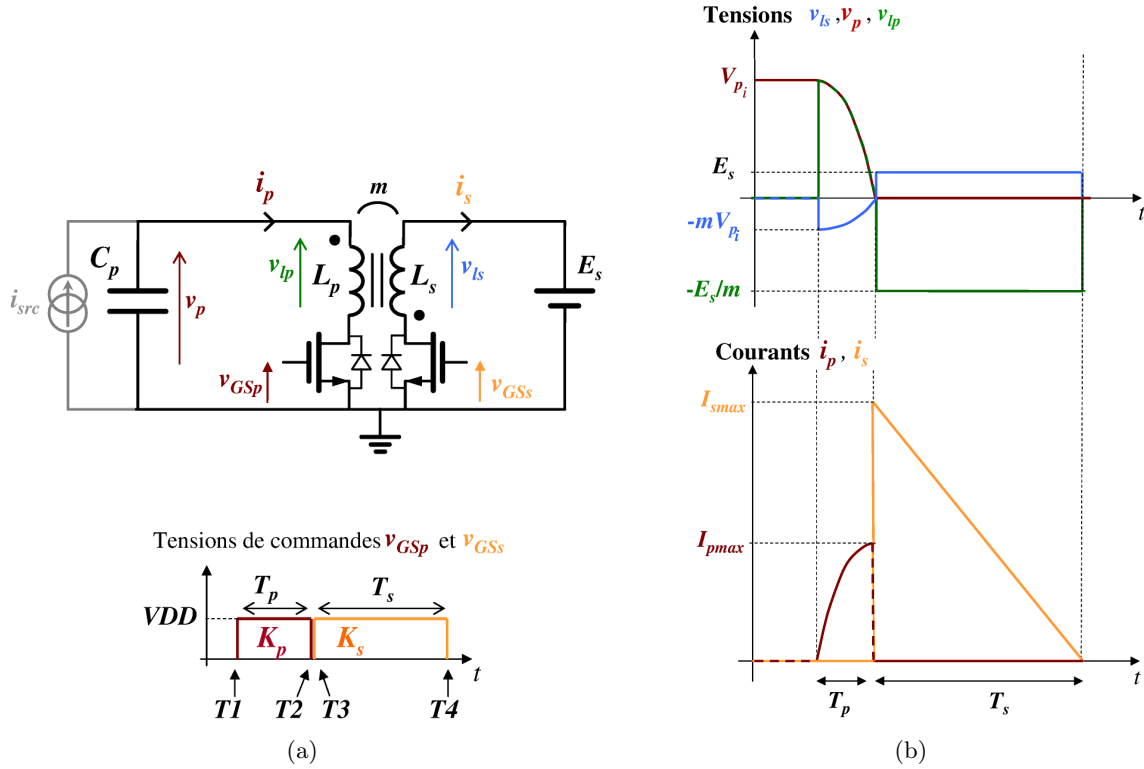 i_p
m
i_s
C_p
v_lp
L_p
L_s
v_ls
E_s
i_src
v_p
v_GSp
v_GSs
Tensions de commandes v_GSp et v_GSs
T_p
T_s
VDD
K_p
K_s
t
T1
T2
T3
T4
(a)
Tensions v_ls ,v_p , v_lp
V_p_i
E_s
t
-mV_p_i
-E_s/m
Courants i_p , i_s
I_smax
I_pmax
t
T_p
T_s
(b)